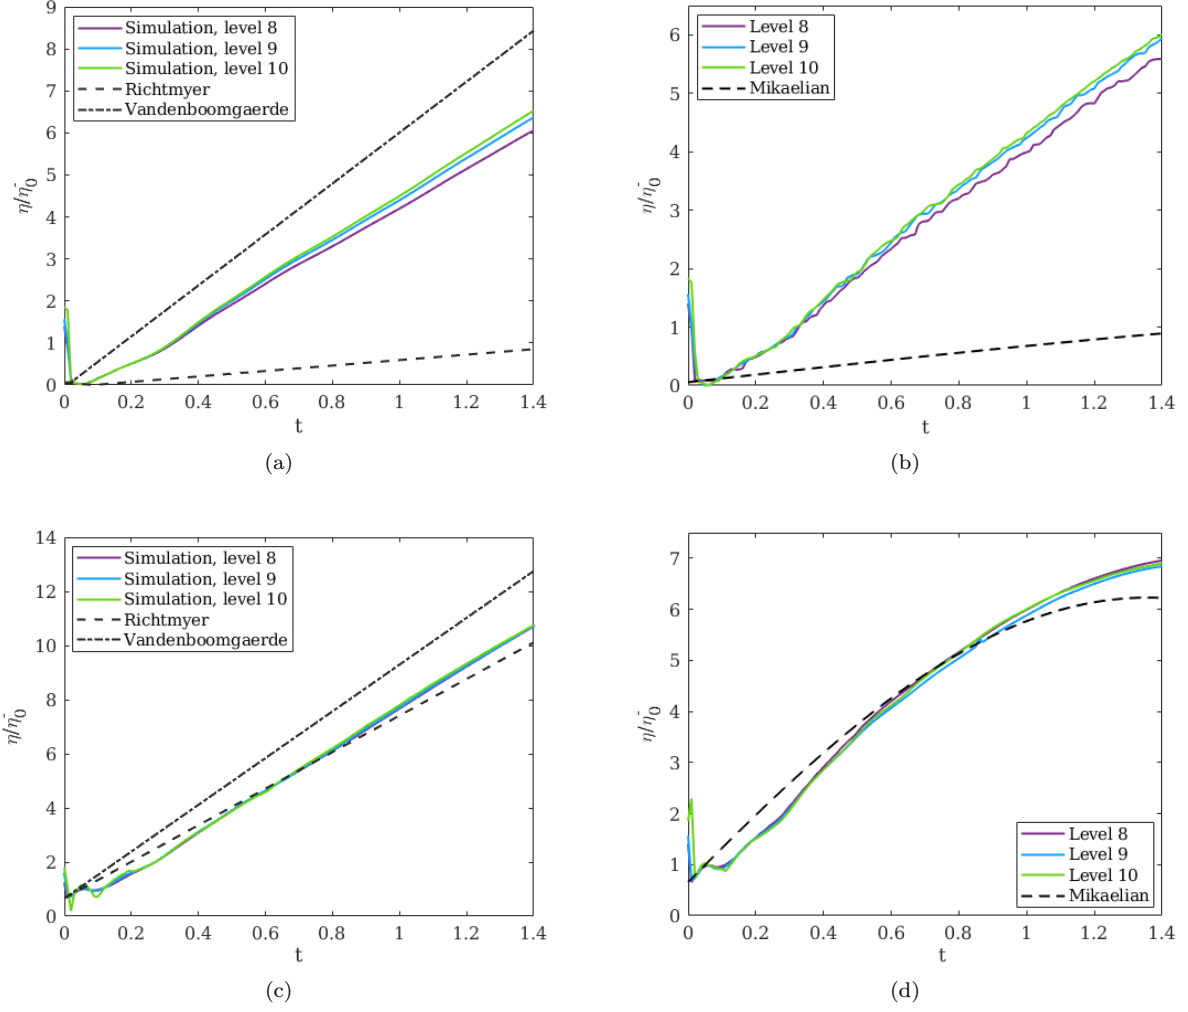 9
8
7
6
5
4
3
2
1
0
η/η₀⁻
Simulation, level 8
Simulation, level 9
Simulation, level 10
Richtmyer
Vandenboomgaerde
0 0.2 0.4 0.6 0.8 1 1.2 1.4
t
(a)
6
5
4
3
2
1
0
η/η₀⁻
Level 8
Level 9
Level 10
Mikaelian
0 0.2 0.4 0.6 0.8 1 1.2 1.4
t
(b)
14
12
10
8
6
4
2
0
η/η₀⁻
Simulation, level 8
Simulation, level 9
Simulation, level 10
Richtmyer
Vandenboomgaerde
0 0.2 0.4 0.6 0.8 1 1.2 1.4
t
(c)
7
6
5
4
3
2
1
0
η/η₀⁻
Level 8
Level 9
Level 10
Mikaelian
0 0.2 0.4 0.6 0.8 1 1.2 1.4
t
(d)